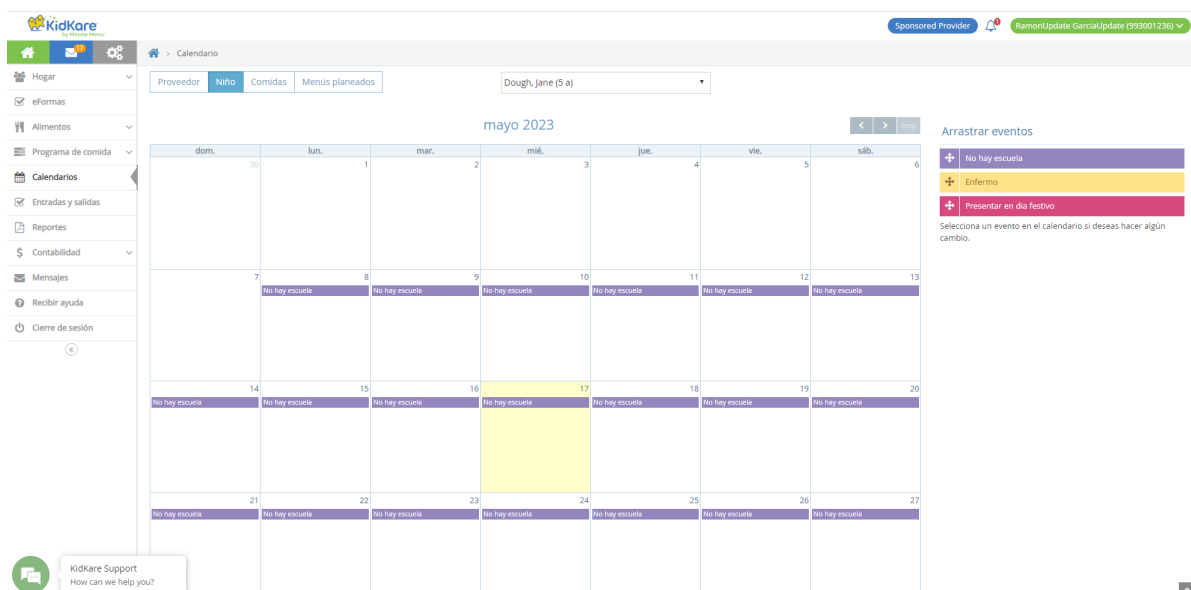 KidKare
by Minute Menu
Sponsored Provider
1
RamonUpdate GarciaUpdate (993001236)
17
> Calendario
Hogar
eFormas
Alimentos
Programa de comida
Calendarios
Entradas y salidas
Reportes
Contabilidad
Mensajes
Recibir ayuda
Cierre de sesión
Proveedor Niño Comidas Menús planeados
Dough, Jane (5 a)
mayo 2023
< > hoy
dom. lun. mar. mié. jue. vie. sáb.
30 1 2 3 4 5 6
7 8 9 10 11 12 13
No hay escuela No hay escuela No hay escuela No hay escuela No hay escuela No hay escuela
14 15 16 17 18 19 20
No hay escuela No hay escuela No hay escuela No hay escuela No hay escuela No hay escuela No hay escuela
21 22 23 24 25 26 27
No hay escuela No hay escuela No hay escuela No hay escuela No hay escuela No hay escuela No hay escuela
Arrastrar eventos
No hay escuela
Enfermo
Presentar en dia festivo
Selecciona un evento en el calendario si deseas hacer algún
cambio.
KidKare Support
How can we help you?